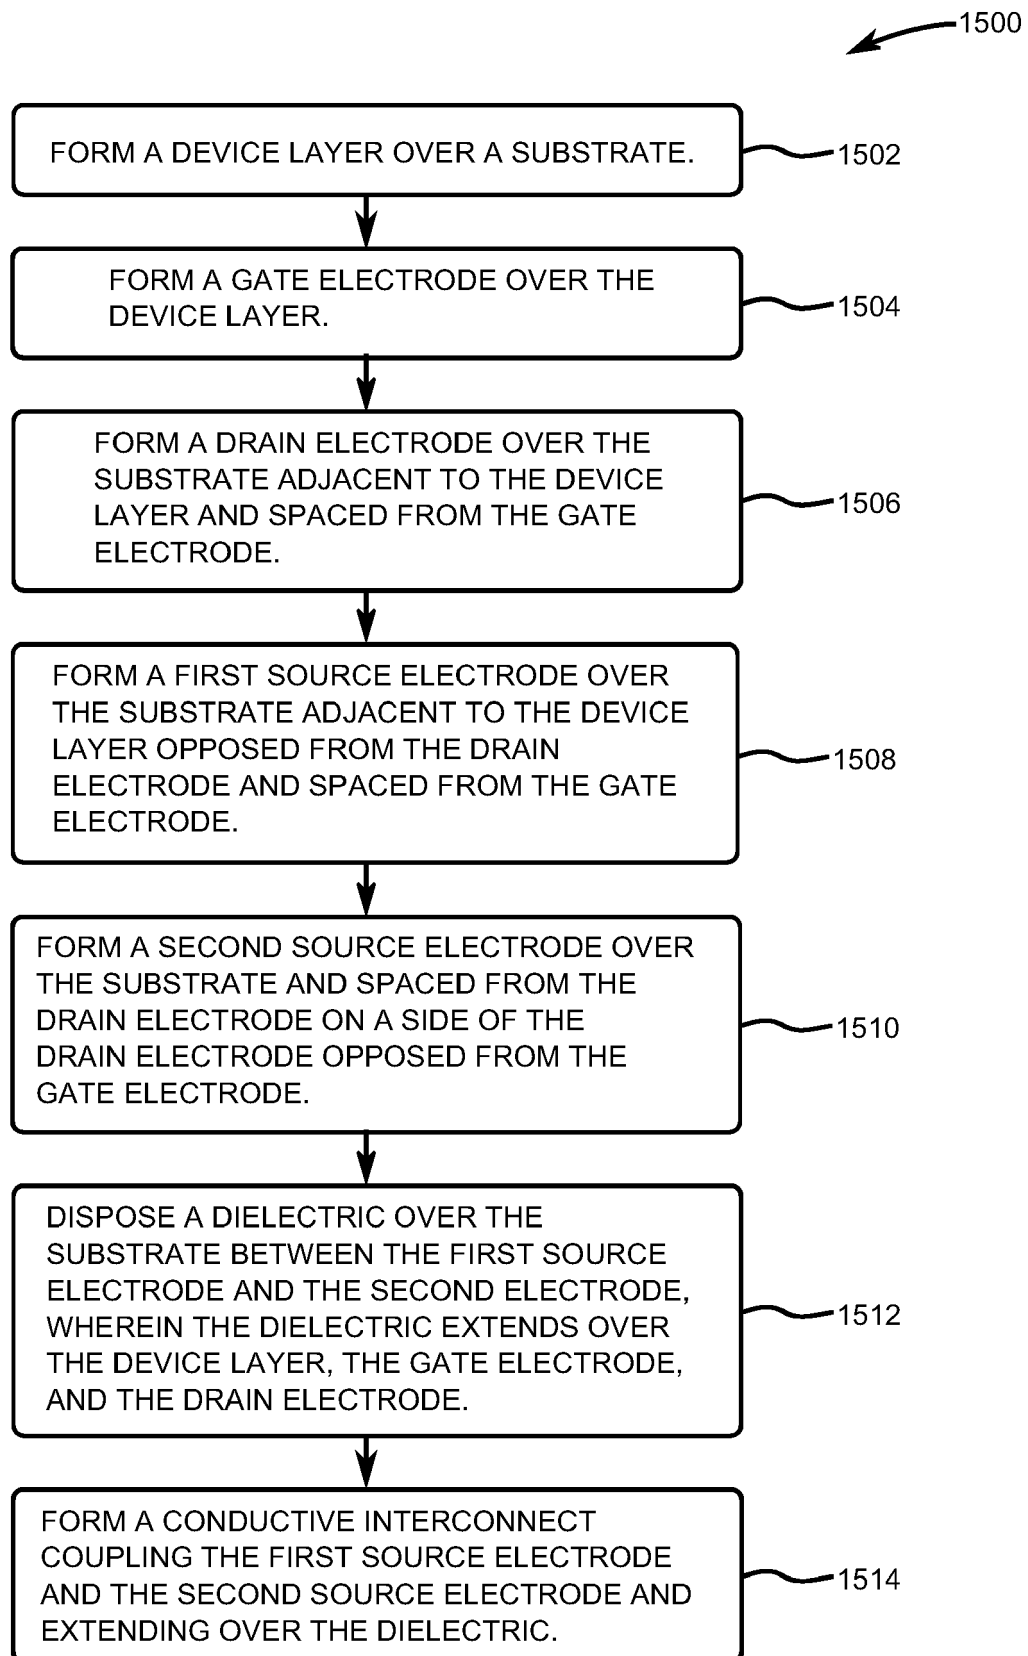 1500
FORM A DEVICE LAYER OVER A SUBSTRATE.
1502
FORM A GATE ELECTRODE OVER THE
DEVICE LAYER.
1504
FORM A DRAIN ELECTRODE OVER THE
SUBSTRATE ADJACENT TO THE DEVICE
LAYER AND SPACED FROM THE GATE
ELECTRODE.
1506
FORM A FIRST SOURCE ELECTRODE OVER
THE SUBSTRATE ADJACENT TO THE DEVICE
LAYER OPPOSED FROM THE DRAIN
ELECTRODE AND SPACED FROM THE GATE
ELECTRODE.
1508
FORM A SECOND SOURCE ELECTRODE OVER
THE SUBSTRATE AND SPACED FROM THE
DRAIN ELECTRODE ON A SIDE OF THE
DRAIN ELECTRODE OPPOSED FROM THE
GATE ELECTRODE.
1510
DISPOSE A DIELECTRIC OVER THE
SUBSTRATE BETWEEN THE FIRST SOURCE
ELECTRODE AND THE SECOND ELECTRODE,
WHEREIN THE DIELECTRIC EXTENDS OVER
THE DEVICE LAYER, THE GATE ELECTRODE,
AND THE DRAIN ELECTRODE.
1512
FORM A CONDUCTIVE INTERCONNECT
COUPLING THE FIRST SOURCE ELECTRODE
AND THE SECOND SOURCE ELECTRODE AND
EXTENDING OVER THE DIELECTRIC.
1514